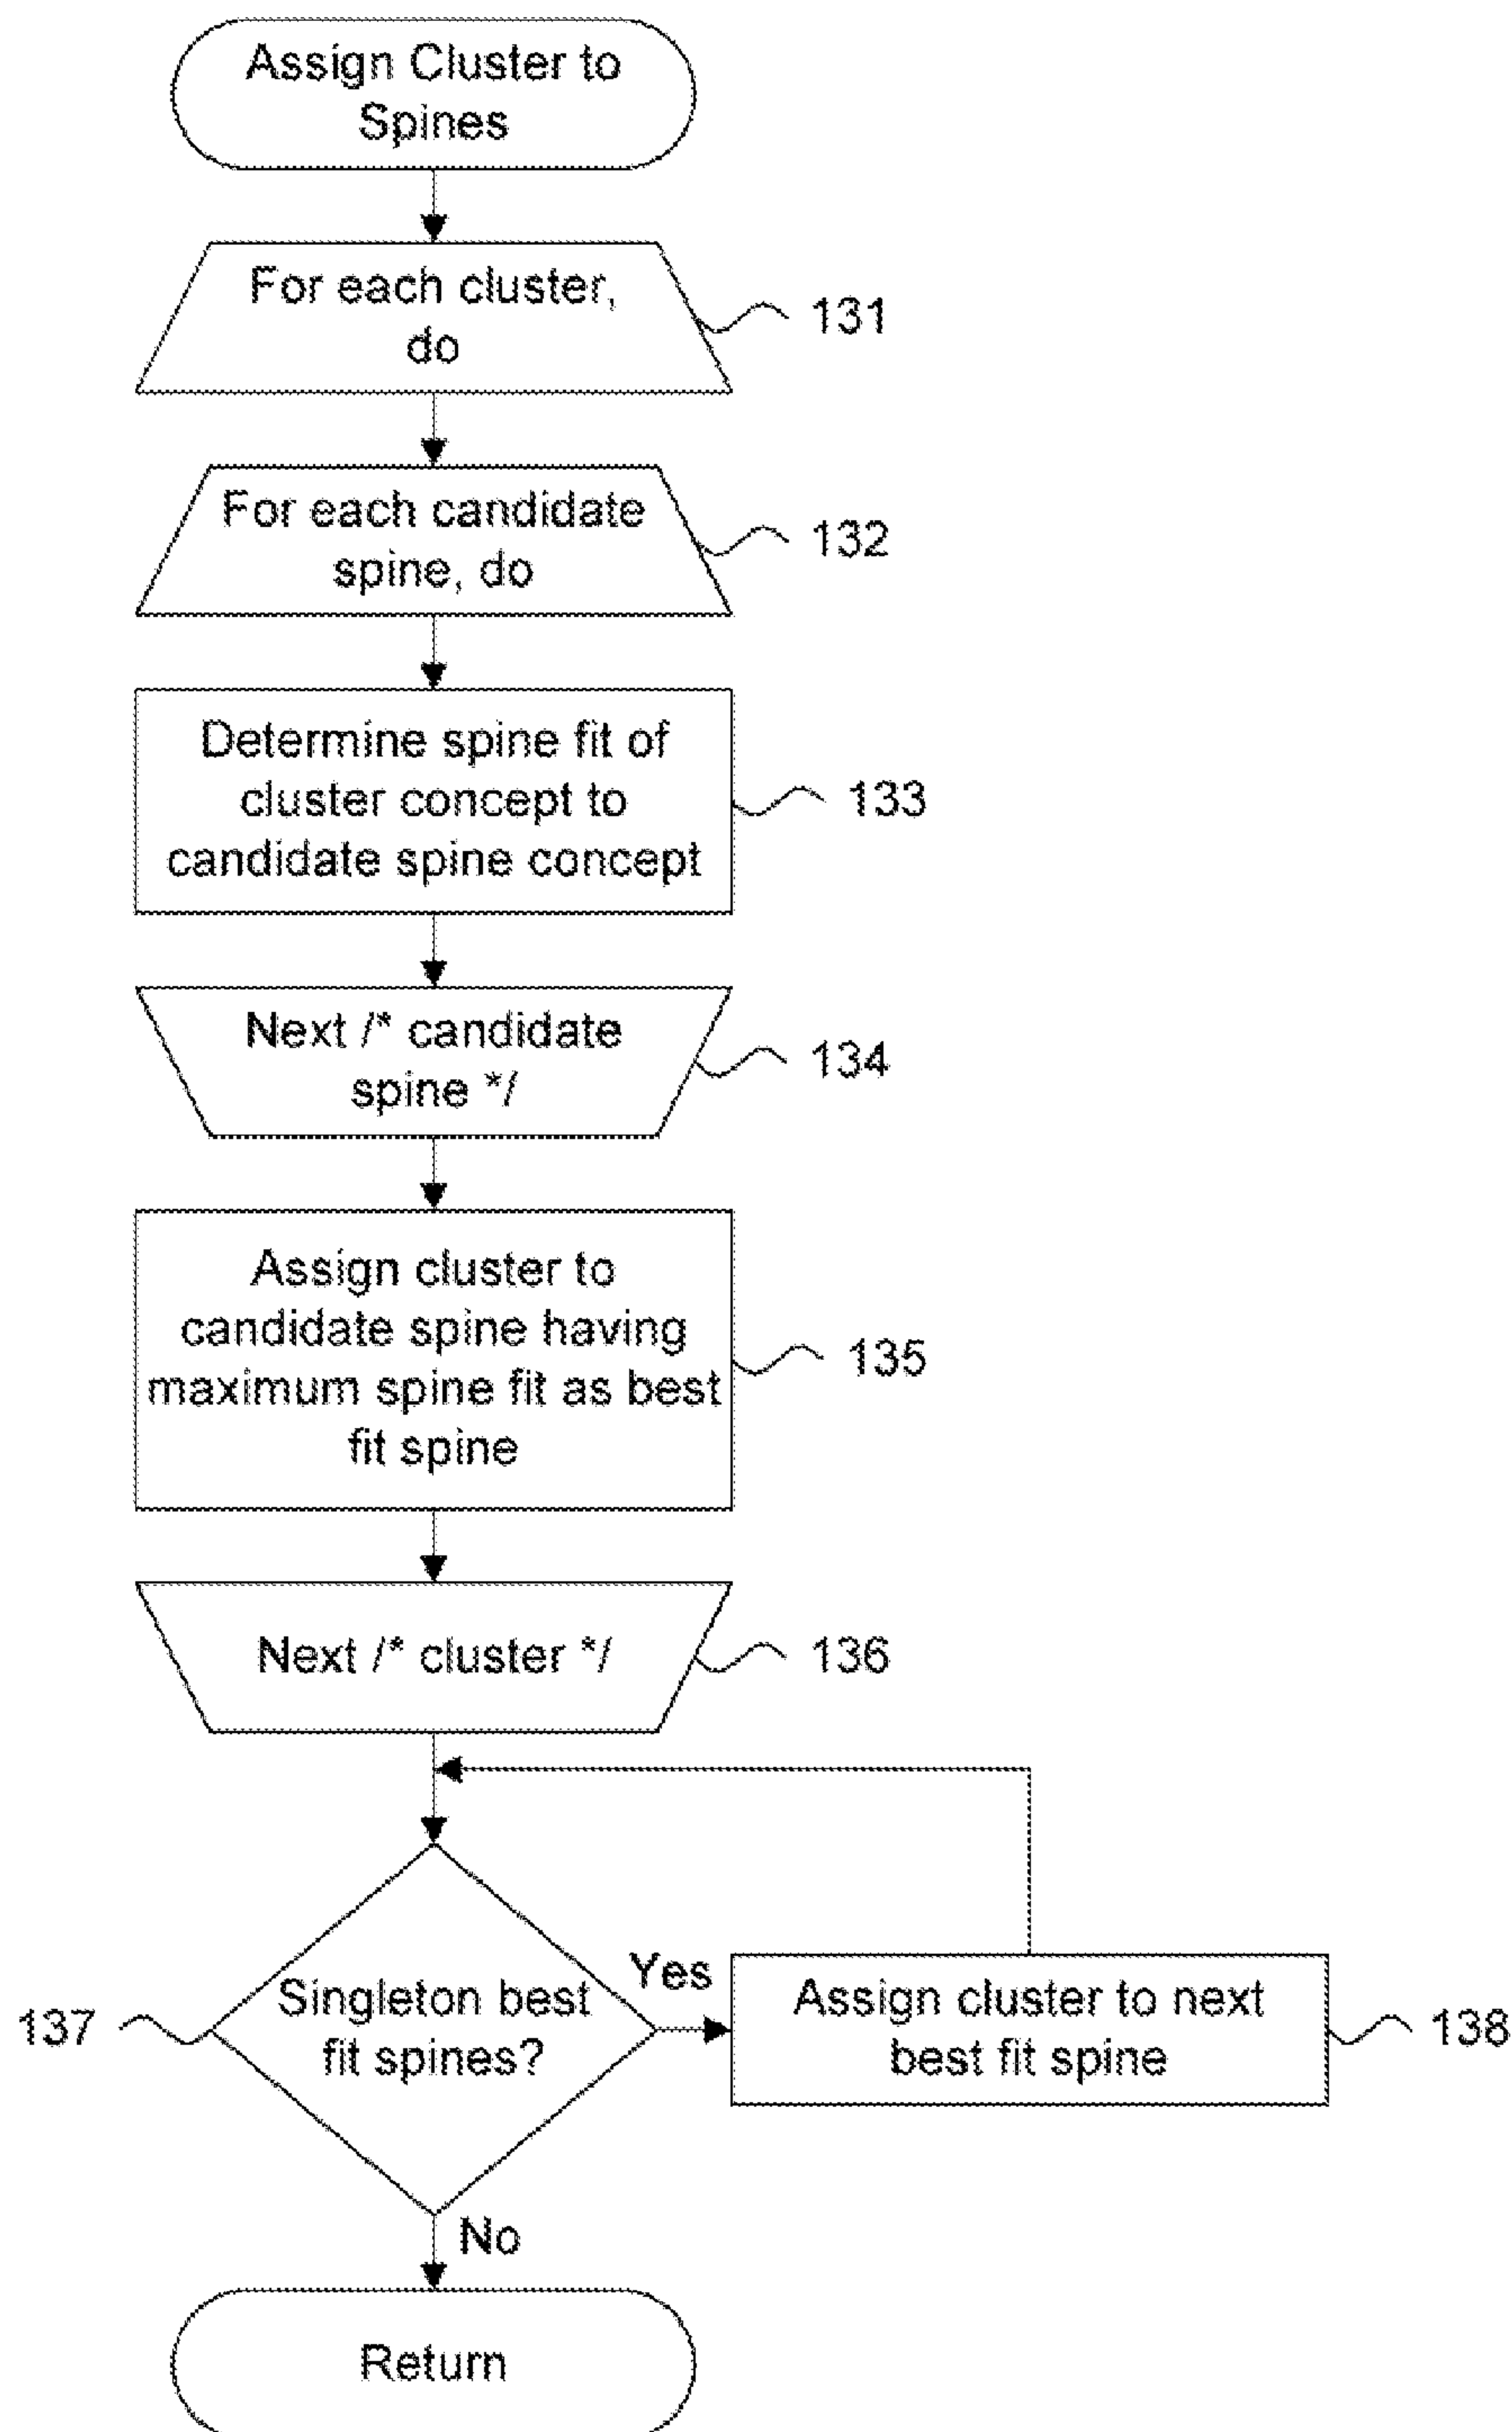 Assign Cluster to
Spines
For each cluster,
do
131
For each candidate
spine, do
132
Determine spine fit of
cluster concept to
candidate spine concept
133
Next /* candidate
spine */
134
Assign cluster to
candidate spine having
maximum spine fit as best
fit spine
135
Next /* cluster */
136
137
Singleton best
fit spines?
Yes
Assign cluster to next
best fit spine
138
No
Return